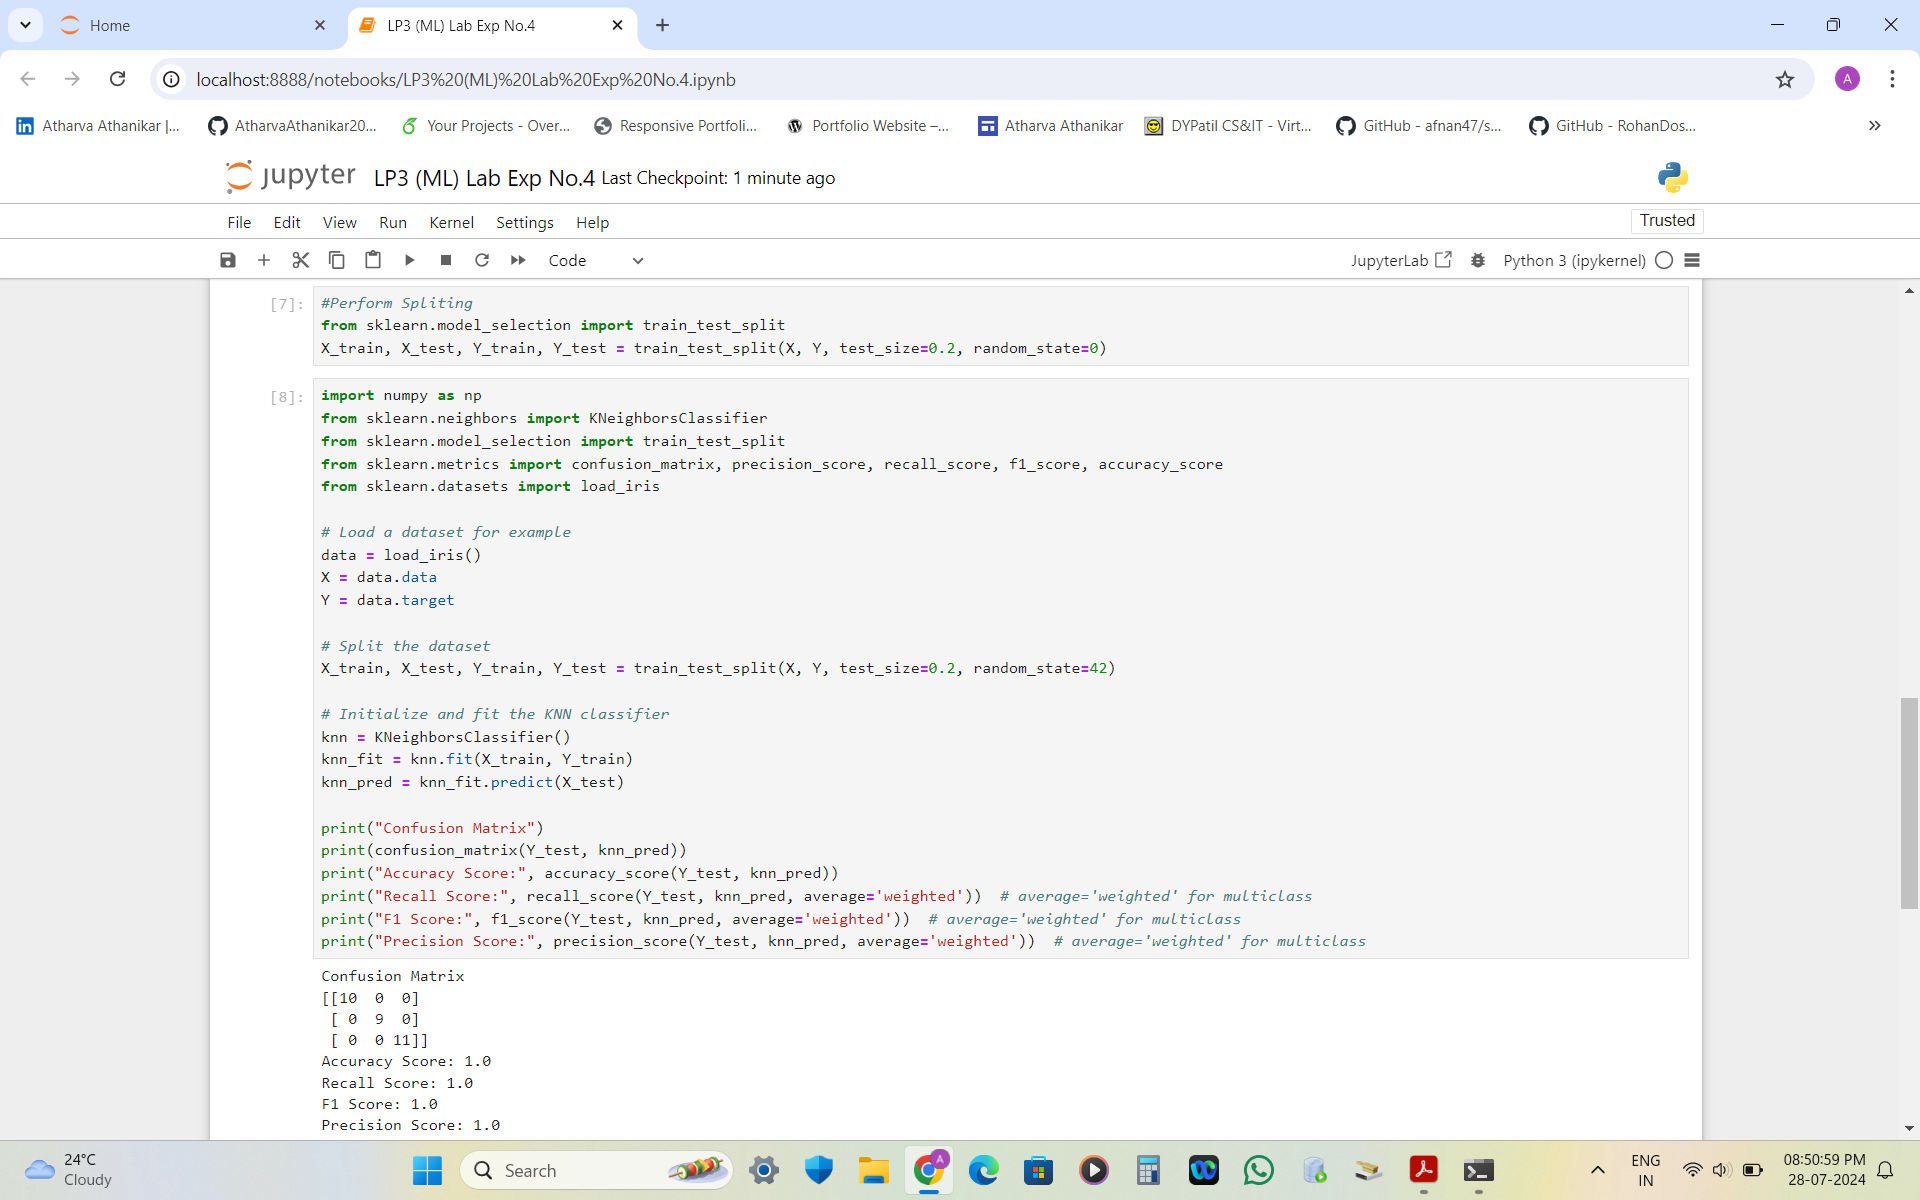 Home
LP3 (ML) Lab Exp No.4
localhost:8888/notebooks/LP3%20(ML)%20Lab%20Exp%20No.4.ipynb
A
Atharva Athanikar |...
AtharvaAthanikar20...
Your Projects - Over...
Responsive Portfoli...
Portfolio Website –...
Atharva Athanikar
DYPatil CS&IT - Virt...
GitHub - afnan47/s...
GitHub - RohanDos...
jupyter LP3 (ML) Lab Exp No.4 Last Checkpoint: 1 minute ago
File Edit View Run Kernel Settings Help
Trusted
Code
JupyterLab
Python 3 (ipykernel)
[7]:
#Perform Spliting
from sklearn.model_selection import train_test_split
X_train, X_test, Y_train, Y_test = train_test_split(X, Y, test_size=0.2, random_state=0)
[8]:
import numpy as np
from sklearn.neighbors import KNeighborsClassifier
from sklearn.model_selection import train_test_split
from sklearn.metrics import confusion_matrix, precision_score, recall_score, f1_score, accuracy_score
from sklearn.datasets import load_iris
# Load a dataset for example
data = load_iris()
X = data.data
Y = data.target
# Split the dataset
X_train, X_test, Y_train, Y_test = train_test_split(X, Y, test_size=0.2, random_state=42)
# Initialize and fit the KNN classifier
knn = KNeighborsClassifier()
knn_fit = knn.fit(X_train, Y_train)
knn_pred = knn_fit.predict(X_test)
print("Confusion Matrix")
print(confusion_matrix(Y_test, knn_pred))
print("Accuracy Score:", accuracy_score(Y_test, knn_pred))
print("Recall Score:", recall_score(Y_test, knn_pred, average='weighted'))  # average='weighted' for multiclass
print("F1 Score:", f1_score(Y_test, knn_pred, average='weighted'))  # average='weighted' for multiclass
print("Precision Score:", precision_score(Y_test, knn_pred, average='weighted'))  # average='weighted' for multiclass
Confusion Matrix
[[10  0  0]
 [ 0  9  0]
 [ 0  0 11]]
Accuracy Score: 1.0
Recall Score: 1.0
F1 Score: 1.0
Precision Score: 1.0
24°C
Cloudy
Search
A
ENG
IN
08:50:59 PM
28-07-2024